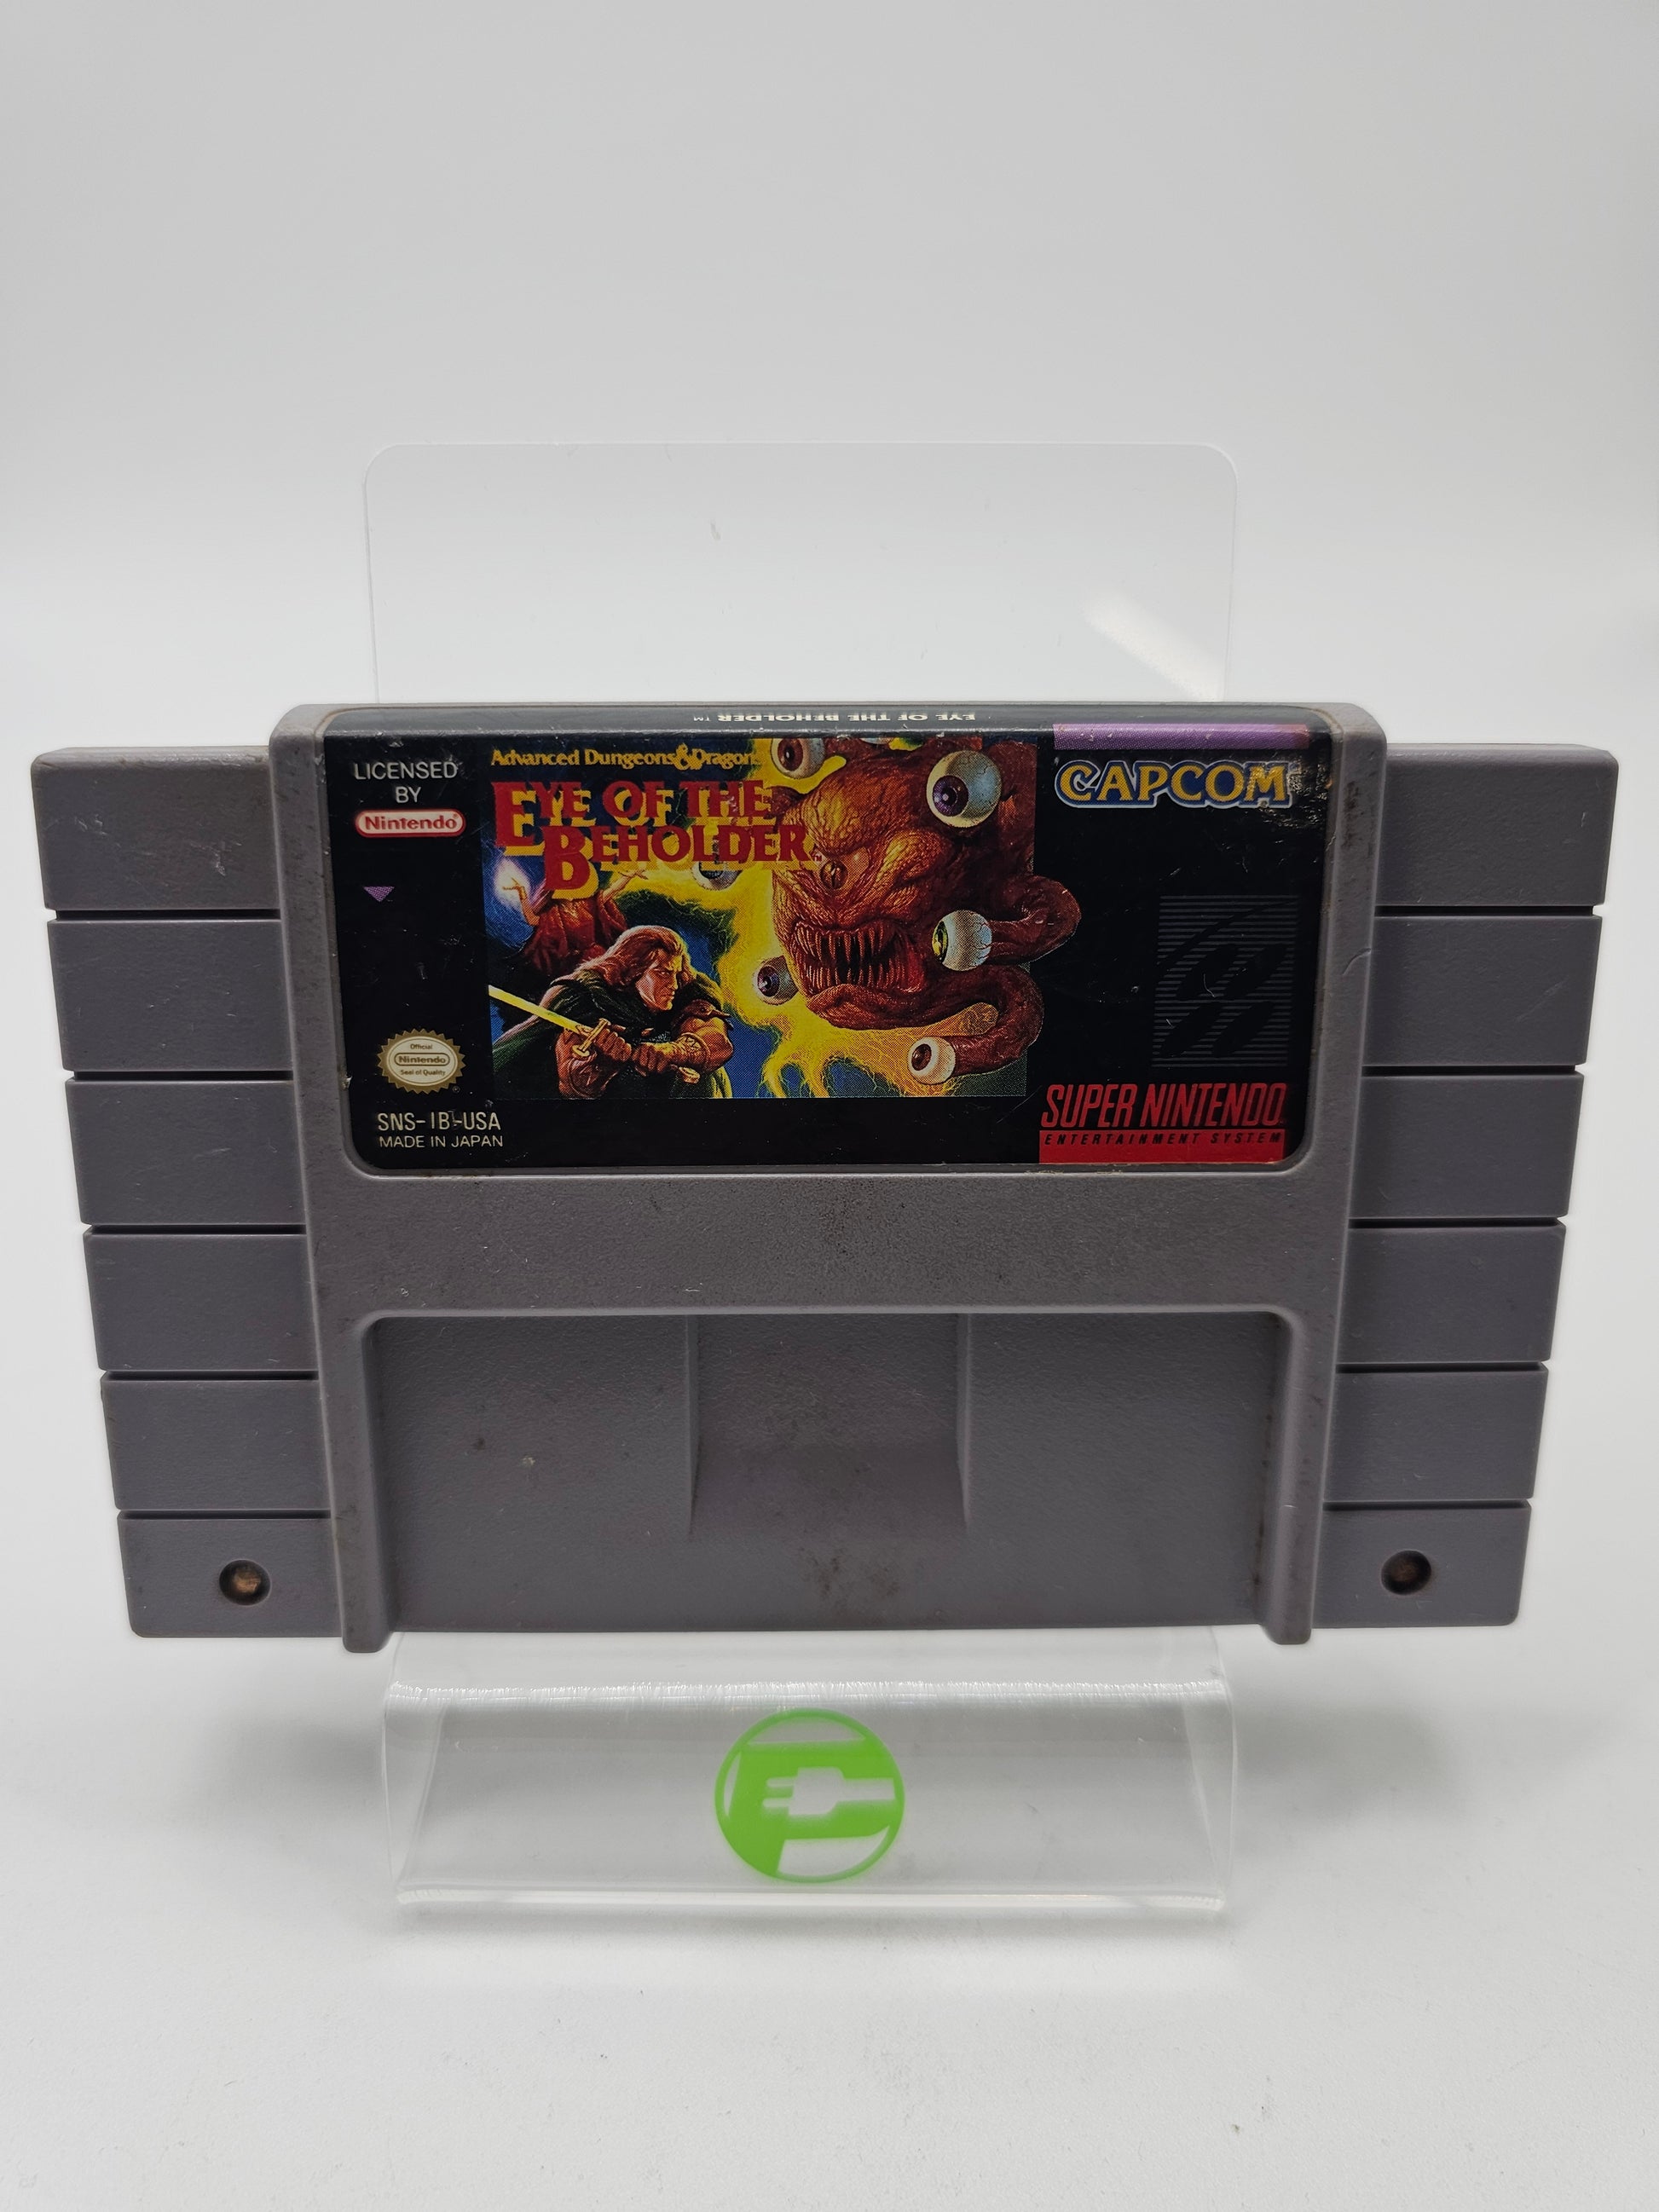 EYE OF THE BEHOLDER™
LICENSED
BY
Nintendo®
Advanced Dungeons&Dragons
EYE OF THE
BEHOLDER
CAPCOM
Official
Nintendo
Seal of Quality
SNS-IB-USA
MADE IN JAPAN
SUPER NINTENDO
ENTERTAINMENT SYSTEM